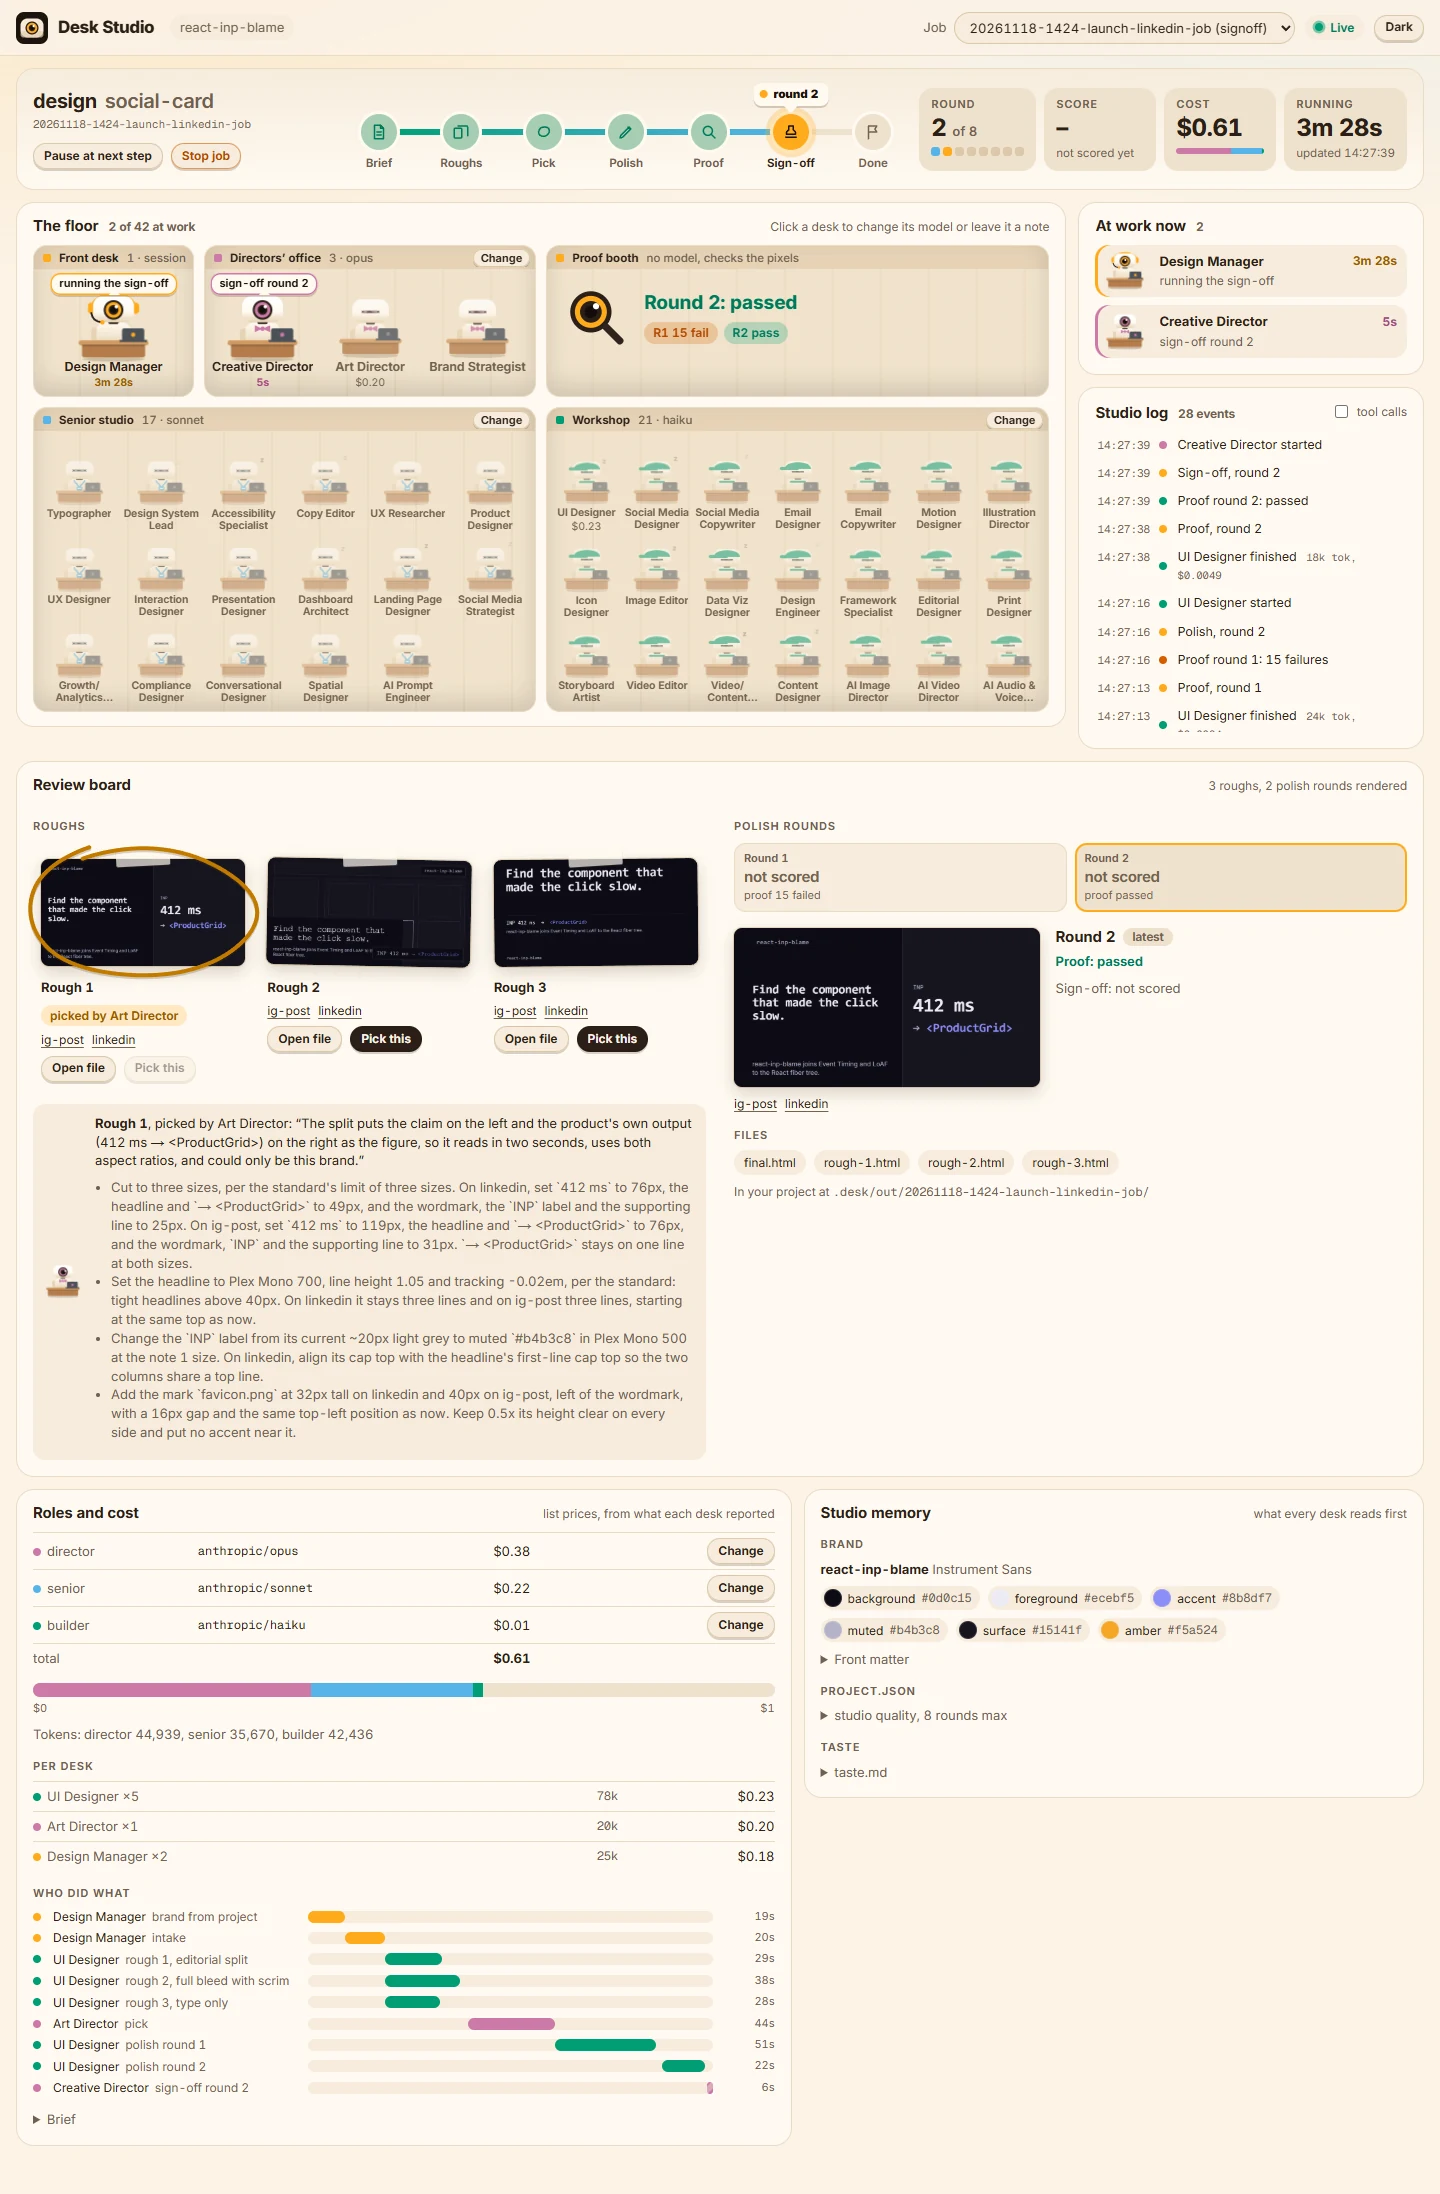 Desk Studio react-inp-blame
Job 20261118-1424-launch-linkedin-job (signoff) Live Dark
design social-card
20261118-1424-launch-linkedin-job
Pause at next step Stop job
round 2
Brief Roughs Pick Polish Proof Sign-off Done
ROUND
2 of 8
SCORE
–
not scored yet
COST
$0.61
RUNNING
3m 28s
updated 14:27:39
The floor 2 of 42 at work
Click a desk to change its model or leave it a note
Front desk 1 · session
running the sign-off
Design Manager
3m 28s
Directors’ office 3 · opus Change
sign-off round 2
Creative Director
5s
Art Director
$0.20
Brand Strategist
Proof booth no model, checks the pixels
Round 2: passed
R1 15 fail R2 pass
Senior studio 17 · sonnet Change
Typographer
Design System Lead
Accessibility Specialist
Copy Editor
UX Researcher
Product Designer
UX Designer
Interaction Designer
Presentation Designer
Dashboard Architect
Landing Page Designer
Social Media Strategist
Growth/ Analytics...
Compliance Designer
Conversational Designer
Spatial Designer
AI Prompt Engineer
Workshop 21 · haiku Change
UI Designer
$0.23
Social Media Designer
Social Media Copywriter
Email Designer
Email Copywriter
Motion Designer
Illustration Director
Icon Designer
Image Editor
Data Viz Designer
Design Engineer
Framework Specialist
Editorial Designer
Print Designer
Storyboard Artist
Video Editor
Video/ Content...
Content Designer
AI Image Director
AI Video Director
AI Audio & Voice...
At work now 2
Design Manager 3m 28s
running the sign-off
Creative Director 5s
sign-off round 2
Studio log 28 events tool calls
14:27:39 Creative Director started
14:27:39 Sign-off, round 2
14:27:39 Proof round 2: passed
14:27:38 Proof, round 2
14:27:38 UI Designer finished 18k tok,
$0.0049
14:27:16 UI Designer started
14:27:16 Polish, round 2
14:27:16 Proof round 1: 15 failures
14:27:13 Proof, round 1
14:27:13 UI Designer finished 24k tok,
Review board 3 roughs, 2 polish rounds rendered
ROUGHS
Find the component
that made the click
slow.
INP
412 ms
→ <ProductGrid>
Rough 1
picked by Art Director
ig-post linkedin
Open file Pick this
react-inp-blame
Find the component that
made the click slow.
INP 412 ms → <ProductGrid>
Rough 2
ig-post linkedin
Open file Pick this
Find the component that
made the click slow.
INP 412 ms → <ProductGrid>
react-inp-blame joins Event Timing and LoAF to the React fiber tree.
react-inp-blame
Rough 3
ig-post linkedin
Open file Pick this
Rough 1, picked by Art Director: “The split puts the claim on the left and the product's own output
(412 ms → <ProductGrid>) on the right as the figure, so it reads in two seconds, uses both
aspect ratios, and could only be this brand.”
• Cut to three sizes, per the standard's limit of three sizes. On linkedin, set `412 ms` to 76px, the
headline and `→ <ProductGrid>` to 49px, and the wordmark, the `INP` label and the supporting
line to 25px. On ig-post, set `412 ms` to 119px, the headline and `→ <ProductGrid>` to 76px,
and the wordmark, `INP` and the supporting line to 31px. `→ <ProductGrid>` stays on one line
at both sizes.
• Set the headline to Plex Mono 700, line height 1.05 and tracking -0.02em, per the standard:
tight headlines above 40px. On linkedin it stays three lines and on ig-post three lines, starting
at the same top as now.
• Change the `INP` label from its current ~20px light grey to muted `#b4b3c8` in Plex Mono 500
at the note 1 size. On linkedin, align its cap top with the headline's first-line cap top so the two
columns share a top line.
• Add the mark `favicon.png` at 32px tall on linkedin and 40px on ig-post, left of the wordmark,
with a 16px gap and the same top-left position as now. Keep 0.5x its height clear on every
side and put no accent near it.
POLISH ROUNDS
Round 1
not scored
proof 15 failed
Round 2
not scored
proof passed
react-inp-blame
Find the component
that made the click
slow.
INP
412 ms
→ <ProductGrid>
react-inp-blame joins Event Timing and LoAF
to the React fiber tree.
Round 2 latest
Proof: passed
Sign-off: not scored
ig-post linkedin
FILES
final.html rough-1.html rough-2.html rough-3.html
In your project at .desk/out/20261118-1424-launch-linkedin-job/
Roles and cost list prices, from what each desk reported
director anthropic/opus $0.38 Change
senior anthropic/sonnet $0.22 Change
builder anthropic/haiku $0.01 Change
total $0.61
$0 $1
Tokens: director 44,939, senior 35,670, builder 42,436
PER DESK
UI Designer ×5 78k $0.23
Art Director ×1 20k $0.20
Design Manager ×2 25k $0.18
WHO DID WHAT
Design Manager brand from project 19s
Design Manager intake 20s
UI Designer rough 1, editorial split 29s
UI Designer rough 2, full bleed with scrim 38s
UI Designer rough 3, type only 28s
Art Director pick 44s
UI Designer polish round 1 51s
UI Designer polish round 2 22s
Creative Director sign-off round 2 6s
Brief
Studio memory what every desk reads first
BRAND
react-inp-blame Instrument Sans
background #0d0c15 foreground #ecebf5 accent #8b8df7
muted #b4b3c8 surface #15141f amber #f5a524
Front matter
PROJECT.JSON
studio quality, 8 rounds max
TASTE
taste.md